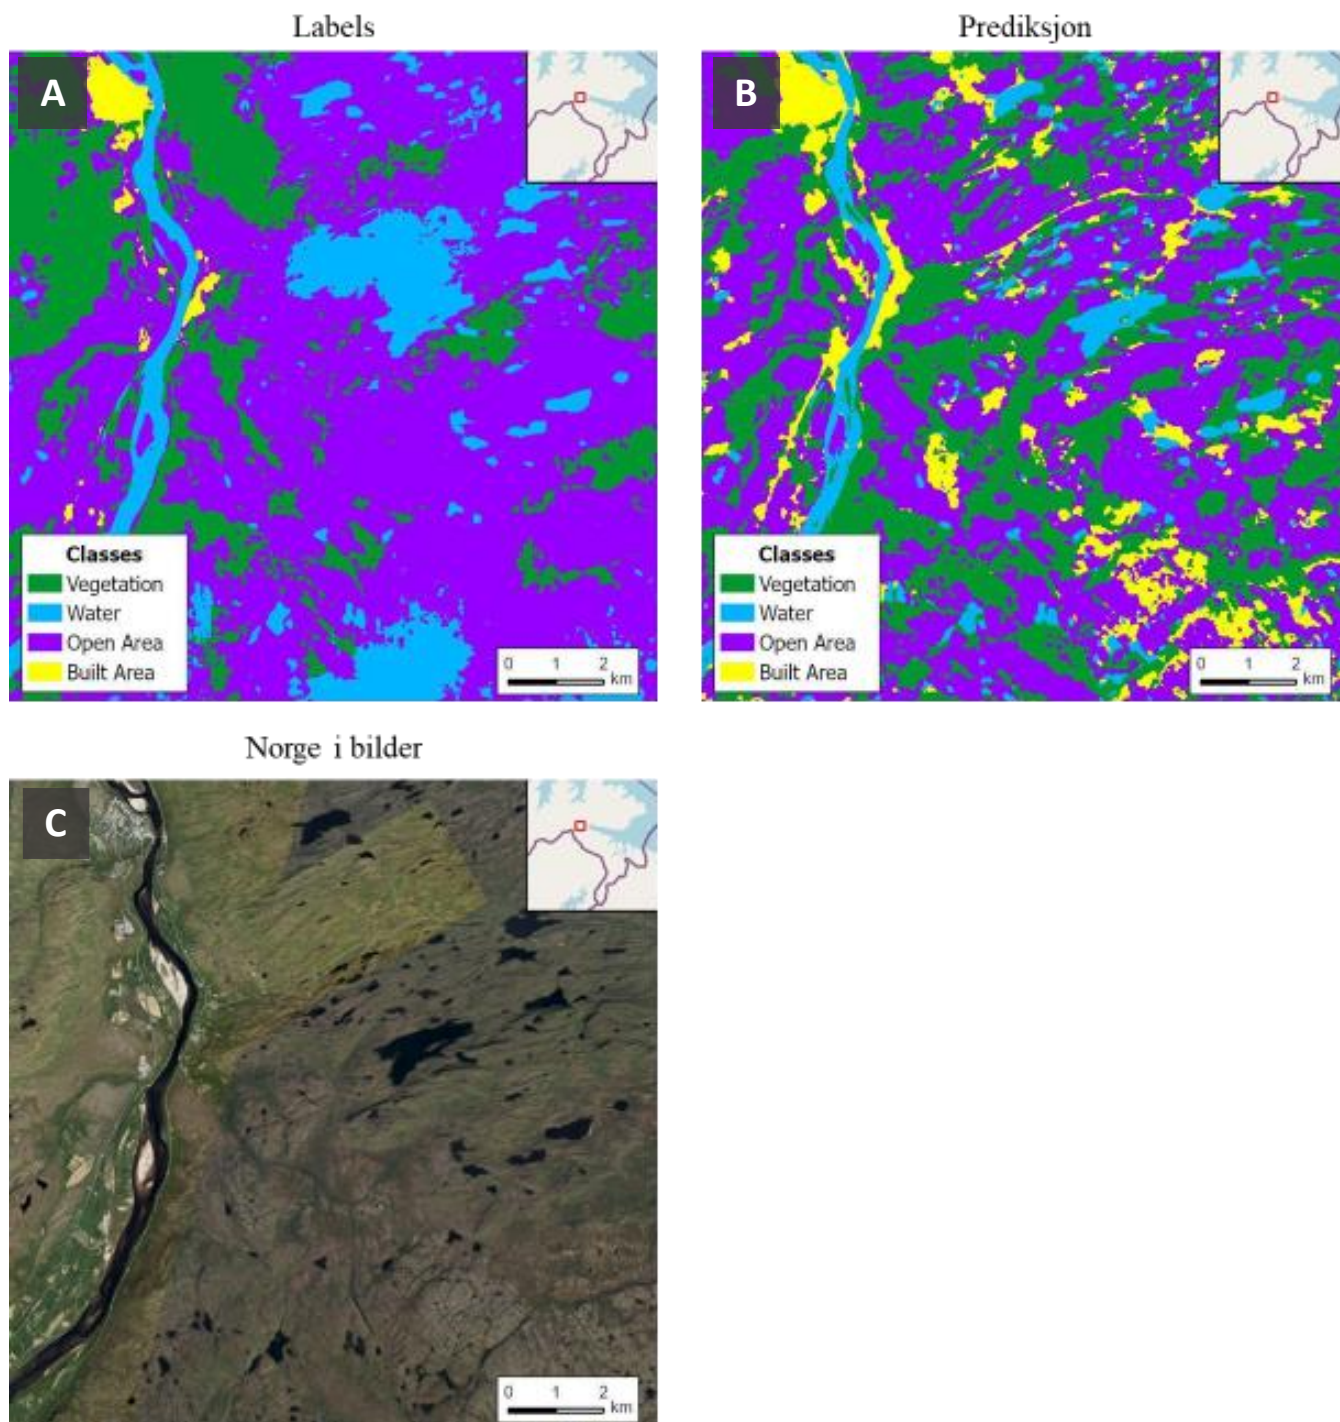 Labels
Prediksjon
A
B
Classes
Vegetation
Water
Open Area
Built Area
0 1 2
km
Classes
Vegetation
Water
Open Area
Built Area
0 1 2
km
Norge i bilder
C
0 1 2
km